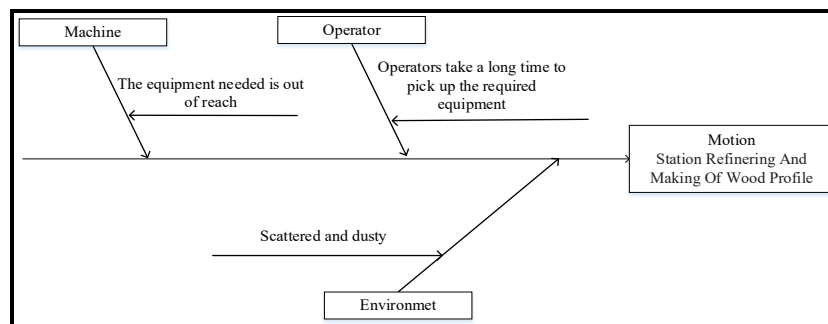 Machine
Operator
The equipment needed is out
of reach
Operators take a long time to
pick up the required
equipment
Motion
Station Refinering And
Making Of Wood Profile
Scattered and dusty
Environmet